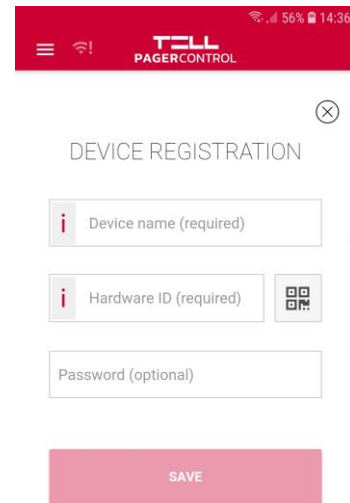 56% 14:36
TELL
PAGERCONTROL
DEVICE REGISTRATION
i Device name (required)
i Hardware ID (required)
Password (optional)
SAVE